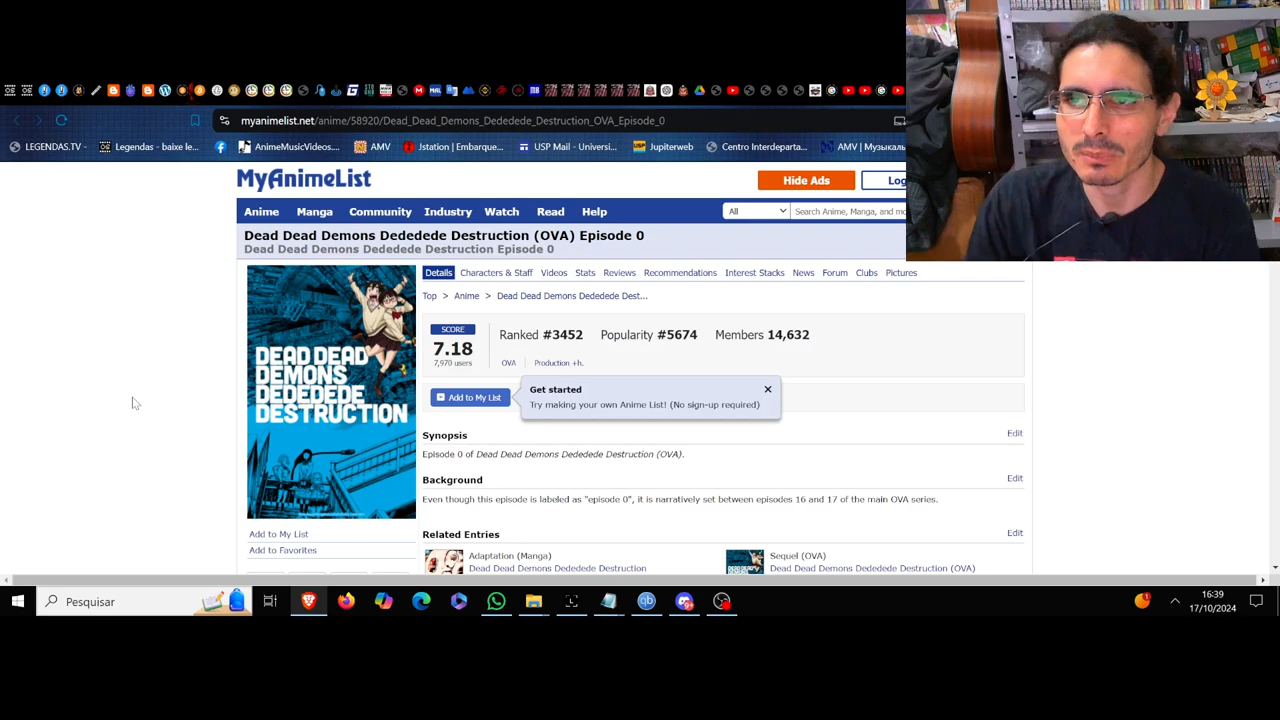 myanimelist.net/anime/58920/Dead_Dead_Demons_Dededede_Destruction_OVA_Episode_0
LEGENDAS.TV -
Legendas - baixe le...
AnimeMusicVideos....
AMV
Jstation | Embarque...
USP Mail - Universi...
Jupiterweb
Centro Interdeparta...
MyAnimeList
Hide Ads
Anime Manga Community Industry Watch Read Help
All
Search Anime, Manga, and mo
Dead Dead Demons Dededede Destruction (OVA) Episode 0
Dead Dead Demons Dededede Destruction Episode 0
DEAD DEAD
DEMONS
DEDEDEDE
DESTRUCTION
Details Characters & Staff Videos Stats Reviews Recommendations Interest Stacks News Forum Clubs Pictures
Top > Anime > Dead Dead Demons Dededede Dest...
SCORE
7.18
7,970 users
Ranked #3452 Popularity #5674 Members 14,632
OVA Production +h.
Add to My List
Get started
Try making your own Anime List! (No sign-up required)
Synopsis Edit
Episode 0 of Dead Dead Demons Dededede Destruction (OVA).
Background Edit
Even though this episode is labeled as "episode 0", it is narratively set between episodes 16 and 17 of the main OVA series.
Related Entries Edit
Adaptation (Manga)
Dead Dead Demons Dededede Destruction
Sequel (OVA)
Dead Dead Demons Dededede Destruction (OVA)
Add to My List
Add to Favorites
Pesquisar
16:39
17/10/2024